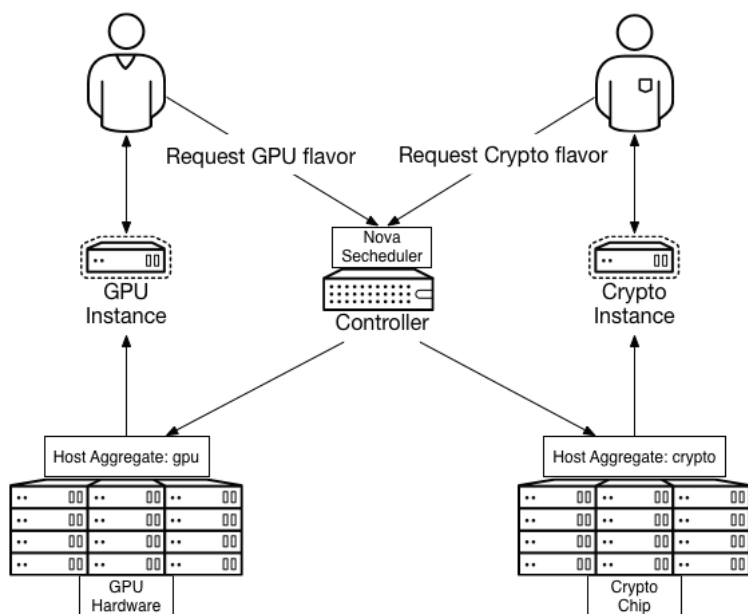 Request GPU flavor
Request Crypto flavor
Nova
Secheduler
GPU
Instance
Controller
Crypto
Instance
Host Aggregate: gpu
Host Aggregate: crypto
GPU
Hardware
Crypto
Chip